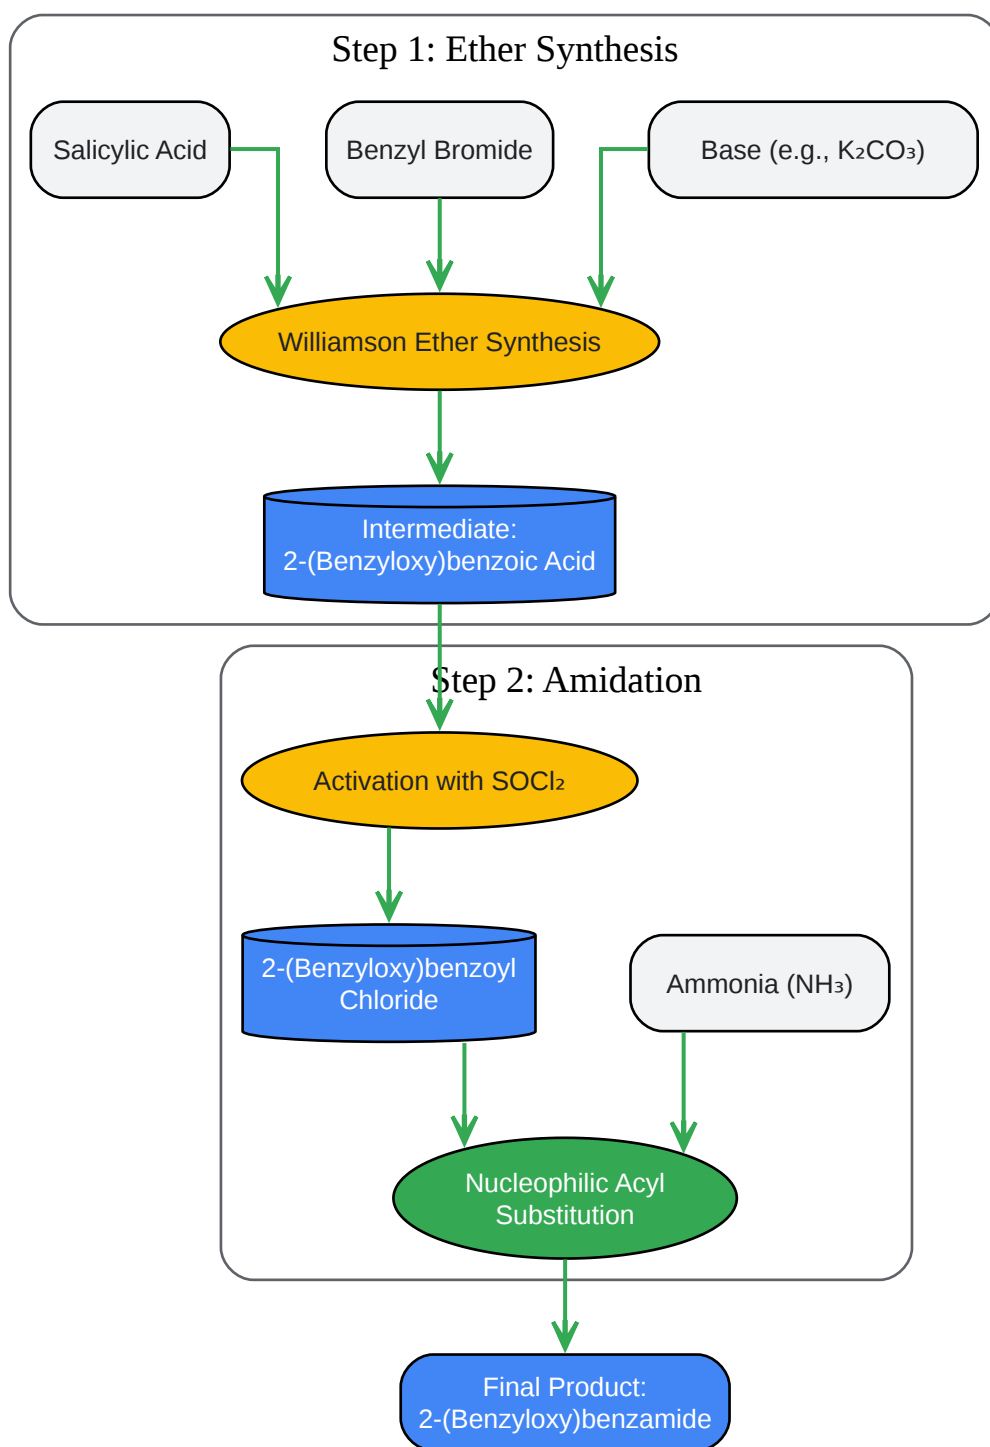 Step 1: Ether Synthesis
Salicylic Acid
Benzyl Bromide
Base (e.g., K₂CO₃)
Williamson Ether Synthesis
Intermediate:
2-(Benzyloxy)benzoic Acid
Step 2: Amidation
Activation with SOCl₂
2-(Benzyloxy)benzoyl
Chloride
Ammonia (NH₃)
Nucleophilic Acyl
Substitution
Final Product:
2-(Benzyloxy)benzamide